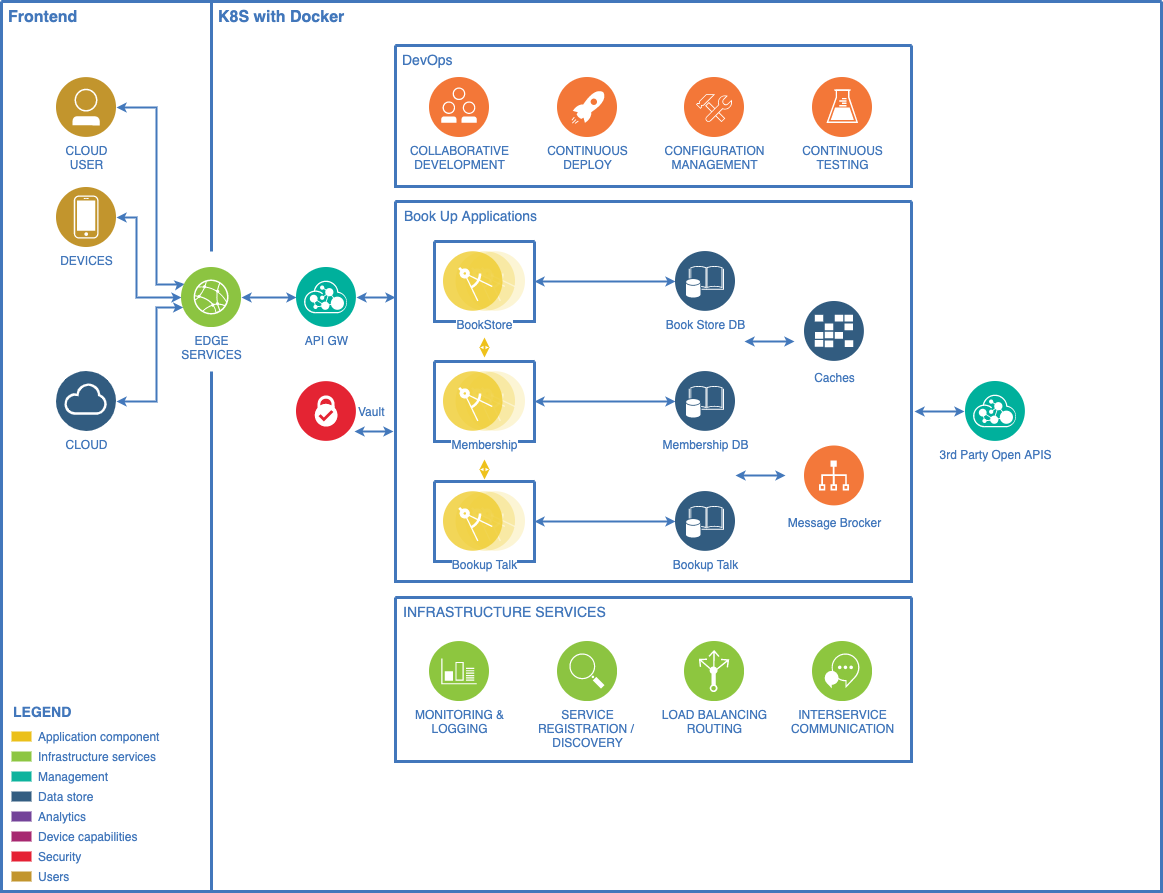 Frontend
K8S with Docker
DevOps
COLLABORATIVE
DEVELOPMENT
CONTINUOUS
DEPLOY
CONFIGURATION
MANAGEMENT
CONTINUOUS
TESTING
CLOUD
USER
DEVICES
EDGE
SERVICES
API GW
CLOUD
Vault
Book Up Applications
BookStore
Book Store DB
Caches
Membership
Membership DB
3rd Party Open APIS
Message Brocker
Bookup Talk
Bookup Talk
INFRASTRUCTURE SERVICES
MONITORING &
LOGGING
SERVICE
REGISTRATION /
DISCOVERY
LOAD BALANCING
ROUTING
INTERSERVICE
COMMUNICATION
LEGEND
Application component
Infrastructure services
Management
Data store
Analytics
Device capabilities
Security
Users